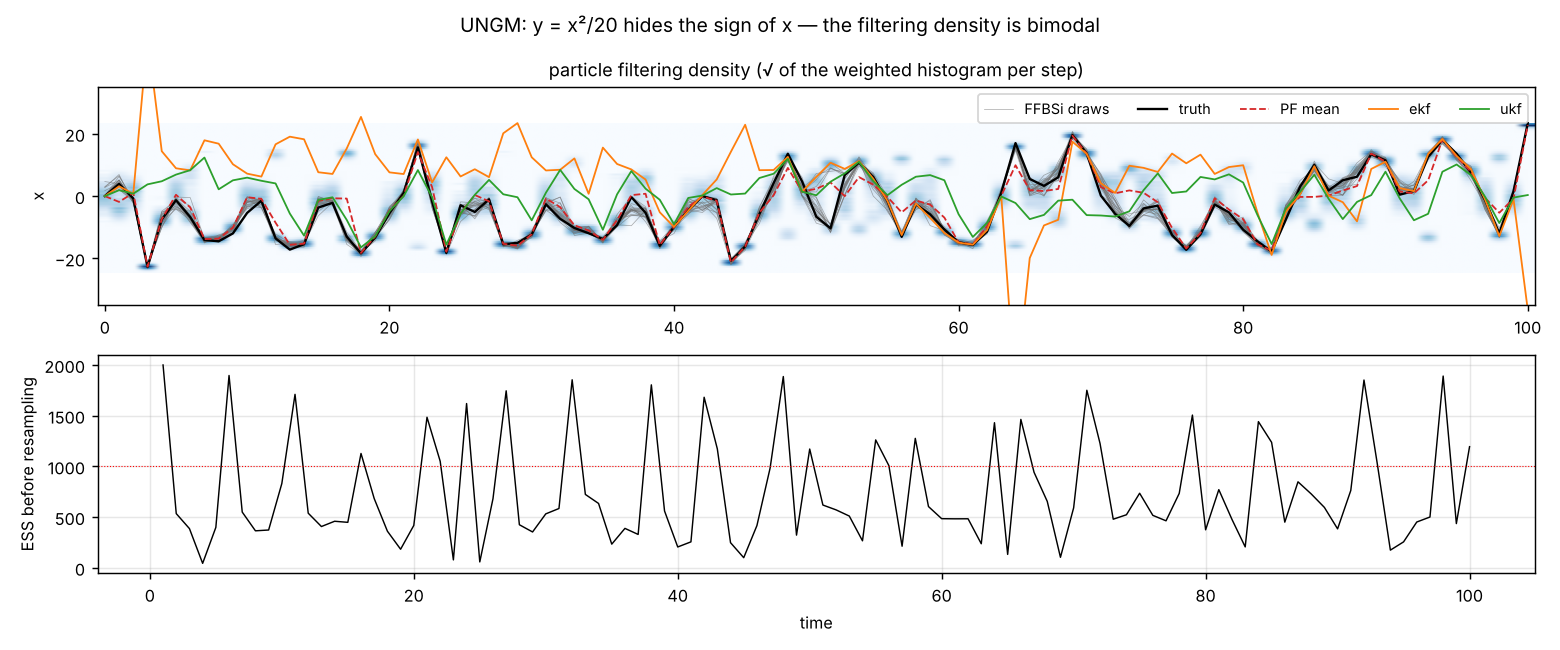 UNGM: y = x²/20 hides the sign of x — the filtering density is bimodal
particle filtering density (√ of the weighted histogram per step)
FFBSi draws truth PF mean ekf ukf
20
0
−20
x
0 20 40 60 80 100
2000
1500
1000
500
0
ESS before resampling
0 20 40 60 80 100
time